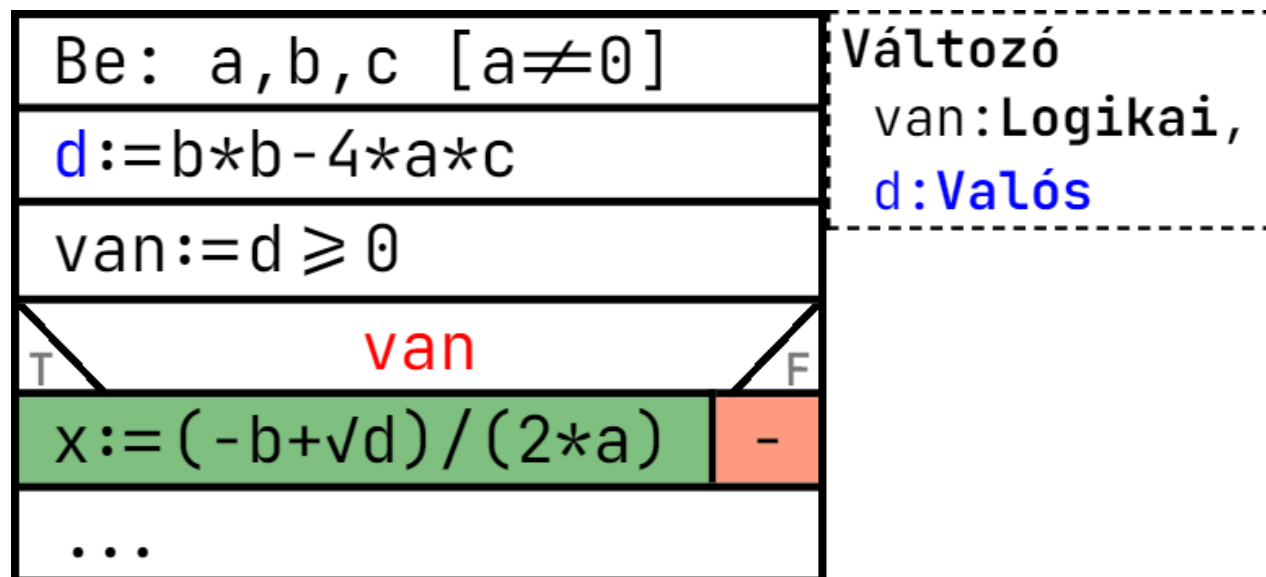 Be: a,b,c [a≠0]
d:=b*b-4*a*c
van:=d≥0
T van F
x:=(-b+√d)/(2*a) -
...
Változó
van:Logikai,
d:Valós